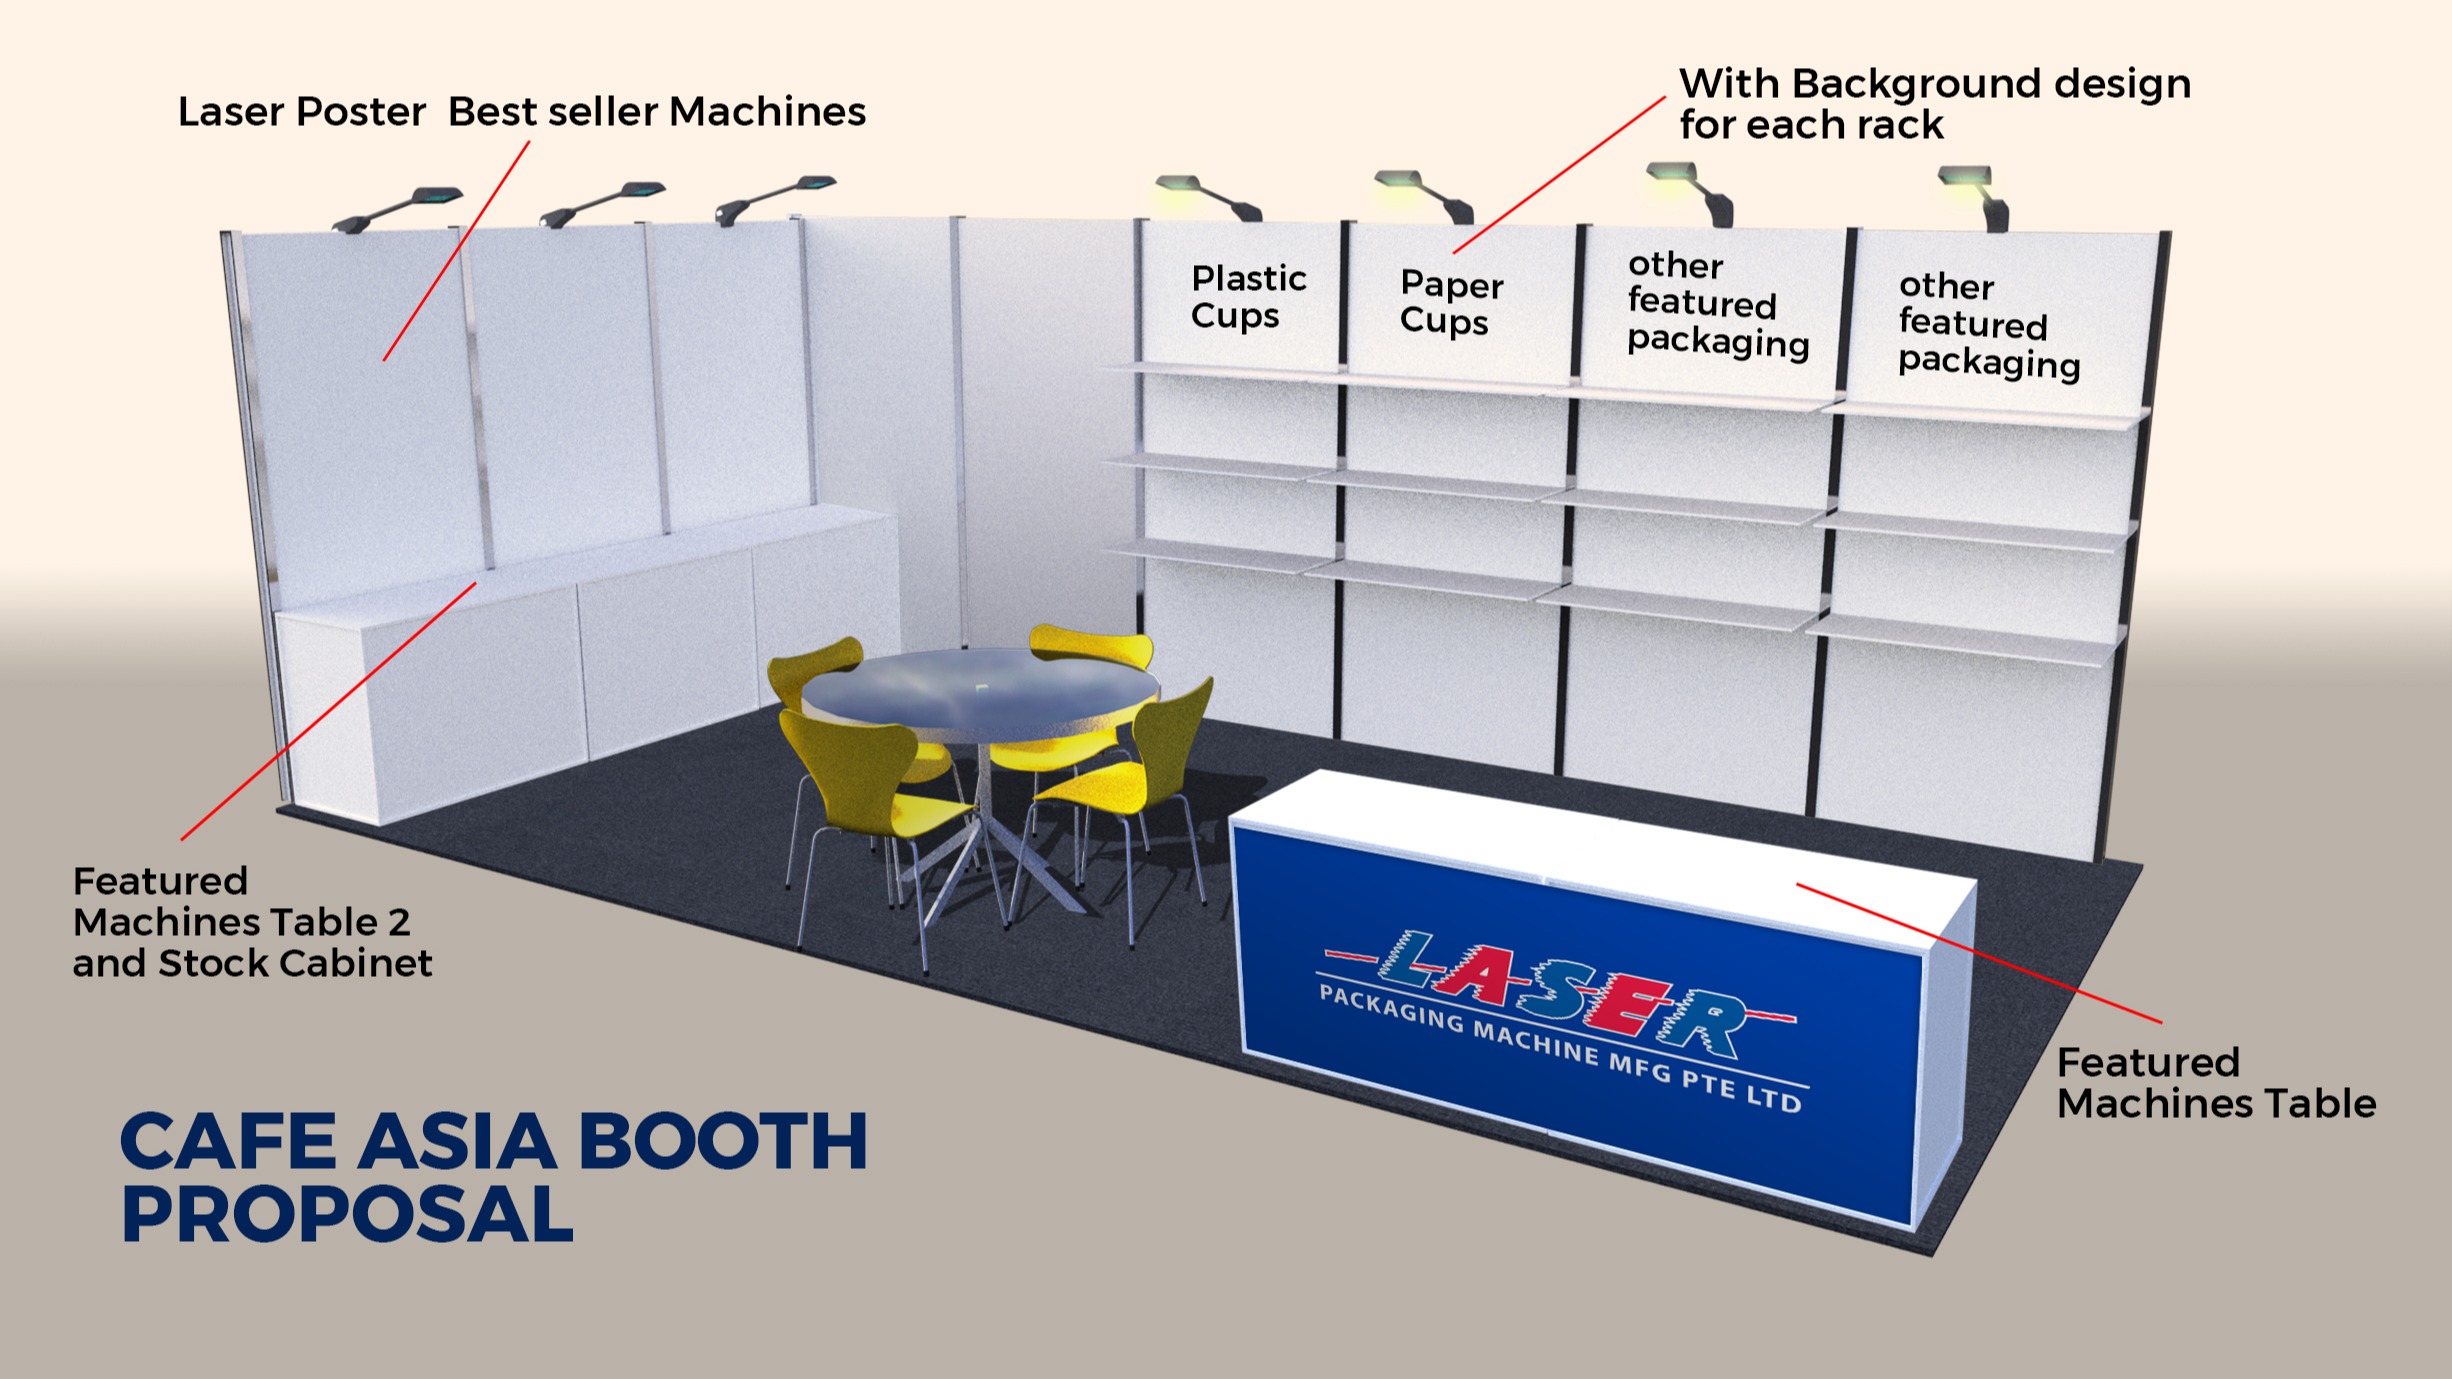 Laser Poster  Best seller Machines
With Background design
for each rack
Plastic
Cups
Paper
Cups
other
featured
packaging
other
featured
packaging
Featured
Machines Table 2
and Stock Cabinet
LASER
PACKAGING MACHINE MFG PTE LTD
Featured
Machines Table
CAFE ASIA BOOTH
PROPOSAL